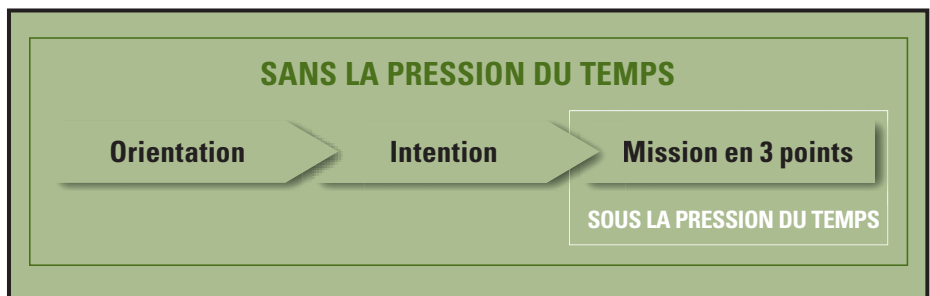 SANS LA PRESSION DU TEMPS
Orientation
Intention
Mission en 3 points
SOUS LA PRESSION DU TEMPS